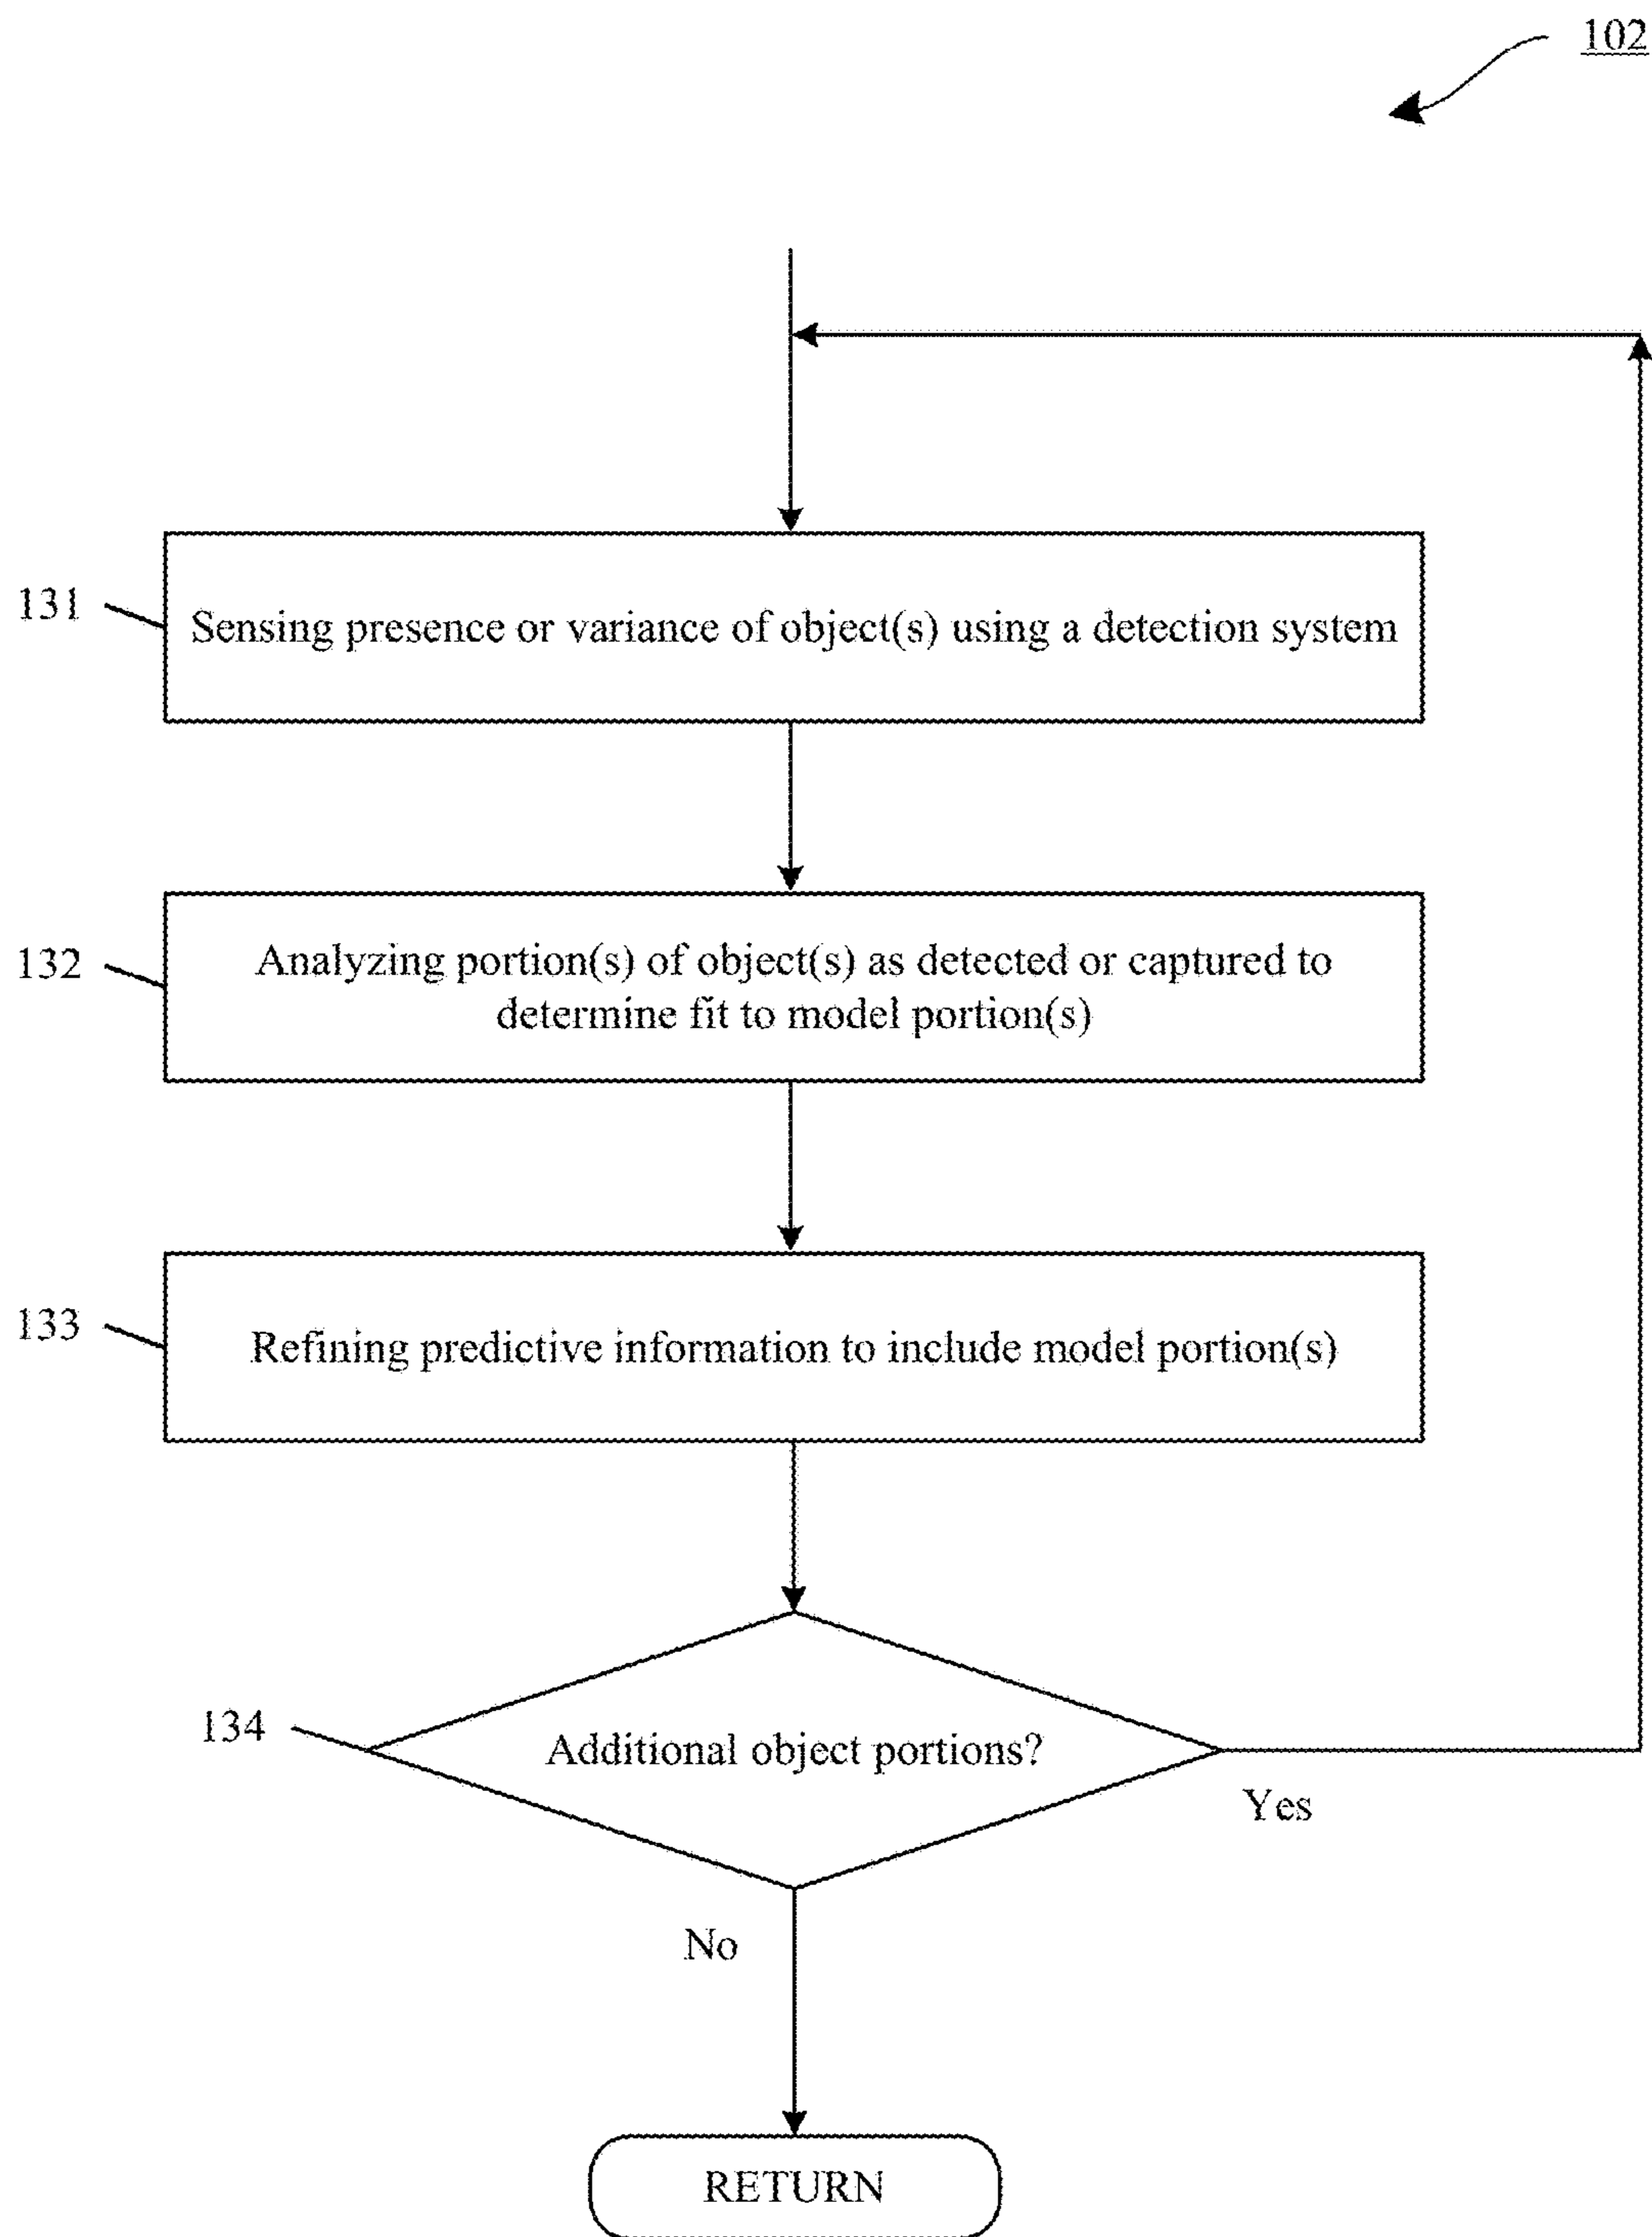 102
131
Sensing presence or variance of object(s) using a detection system
132
Analyzing portion(s) of object(s) as detected or captured to
determine fit to model portion(s)
133
Refining predictive information to include model portion(s)
134
Additional object portions?
Yes
No
RETURN